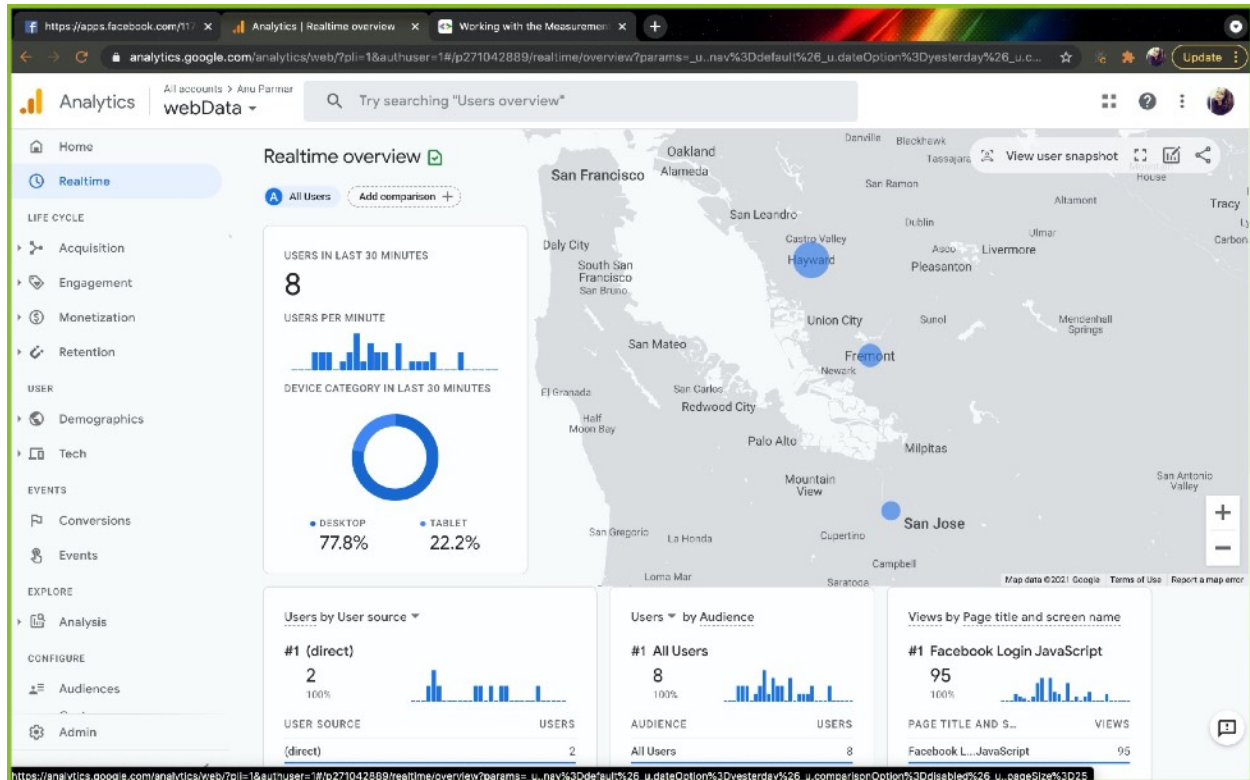 https://apps.facebook.com/117
Analytics | Realtime overview
Working with the Measurement
analytics.google.com/analytics/web/?pli=1&authuser=1#/p271042889/realtime/overview?params=_u..nav%3Ddefault%26_u.dateOption%3Dyesterday%26_u.c...
Update
Analytics
All accounts > Anu Parmar
webData
Try searching "Users overview"
Home
Realtime
LIFE CYCLE
Acquisition
Engagement
Monetization
Retention
USER
Demographics
Tech
EVENTS
Conversions
Events
EXPLORE
Analysis
CONFIGURE
Audiences
Admin
Realtime overview
A All Users
Add comparison +
USERS IN LAST 30 MINUTES
8
USERS PER MINUTE
DEVICE CATEGORY IN LAST 30 MINUTES
DESKTOP TABLET
77.8% 22.2%
View user snapshot
Danville
Blackhawk
Tassajara
Mountain
House
Oakland
San Francisco
Alameda
San Ramon
Altamont
Tracy
San Leandro
Dublin
Ulmar
Carbon
Daly City
Castro Valley
Hayward
Asco
Livermore
Pleasanton
South San
Francisco
San Bruno
Union City
Sunol
Mendenhall
Springs
San Mateo
Fremont
Newark
El Granada
San Carlos
Redwood City
Half
Moon Bay
Palo Alto
Milpitas
Mountain
View
San Antonio
Valley
San Jose
San Gregorio
La Honda
Cupertino
Campbell
Loma Mar
Saratoga
Map data ©2021 Google Terms of Use Report a map error
Users by User source
#1 (direct)
2
100%
USER SOURCE USERS
(direct) 2
Users by Audience
#1 All Users
8
100%
AUDIENCE USERS
All Users 8
Views by Page title and screen name
#1 Facebook Login JavaScript
95
100%
PAGE TITLE AND S... VIEWS
Facebook L...JavaScript 95
https://analytics.google.com/analytics/web/?pli=1&authuser=1#/p271042889/realtime/overview?params=_u..nav%3Ddefault%26_u.dateOption%3Dyesterday%26_u.comparisonOption%3Ddisabled%26_u..pageSize%3D25